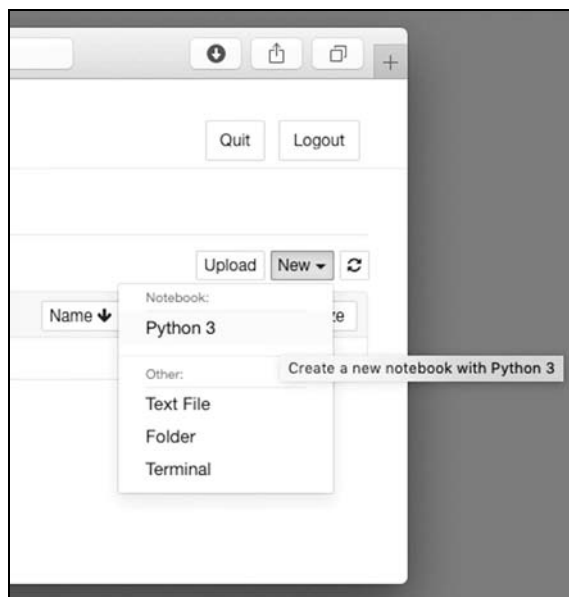 Quit Logout
Upload New
Name
Notebook:
Python 3
Create a new notebook with Python 3
Other:
Text File
Folder
Terminal